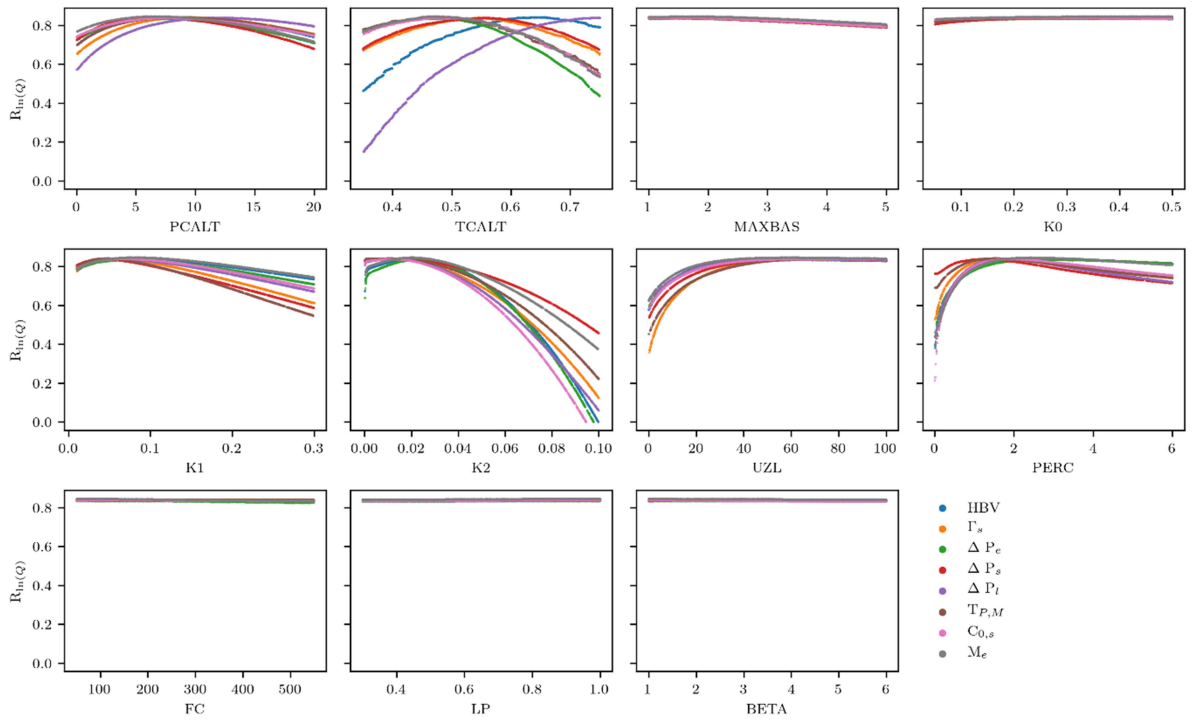 R_ln(Q)
0.8
0.6
0.4
0.2
0.0
0 5 10 15 20
PCALT
0.4 0.5 0.6 0.7
TCALT
1 2 3 4 5
MAXBAS
0.1 0.2 0.3 0.4 0.5
K0
R_ln(Q)
0.8
0.6
0.4
0.2
0.0
0.0 0.1 0.2 0.3
K1
0.00 0.02 0.04 0.06 0.08 0.10
K2
0 20 40 60 80 100
UZL
0 2 4 6
PERC
R_ln(Q)
0.8
0.6
0.4
0.2
0.0
100 200 300 400 500
FC
0.4 0.6 0.8 1.0
LP
1 2 3 4 5 6
BETA
HBV
Γ_s
Δ P_e
Δ P_s
Δ P_l
T_P,M
C_0,s
M_e